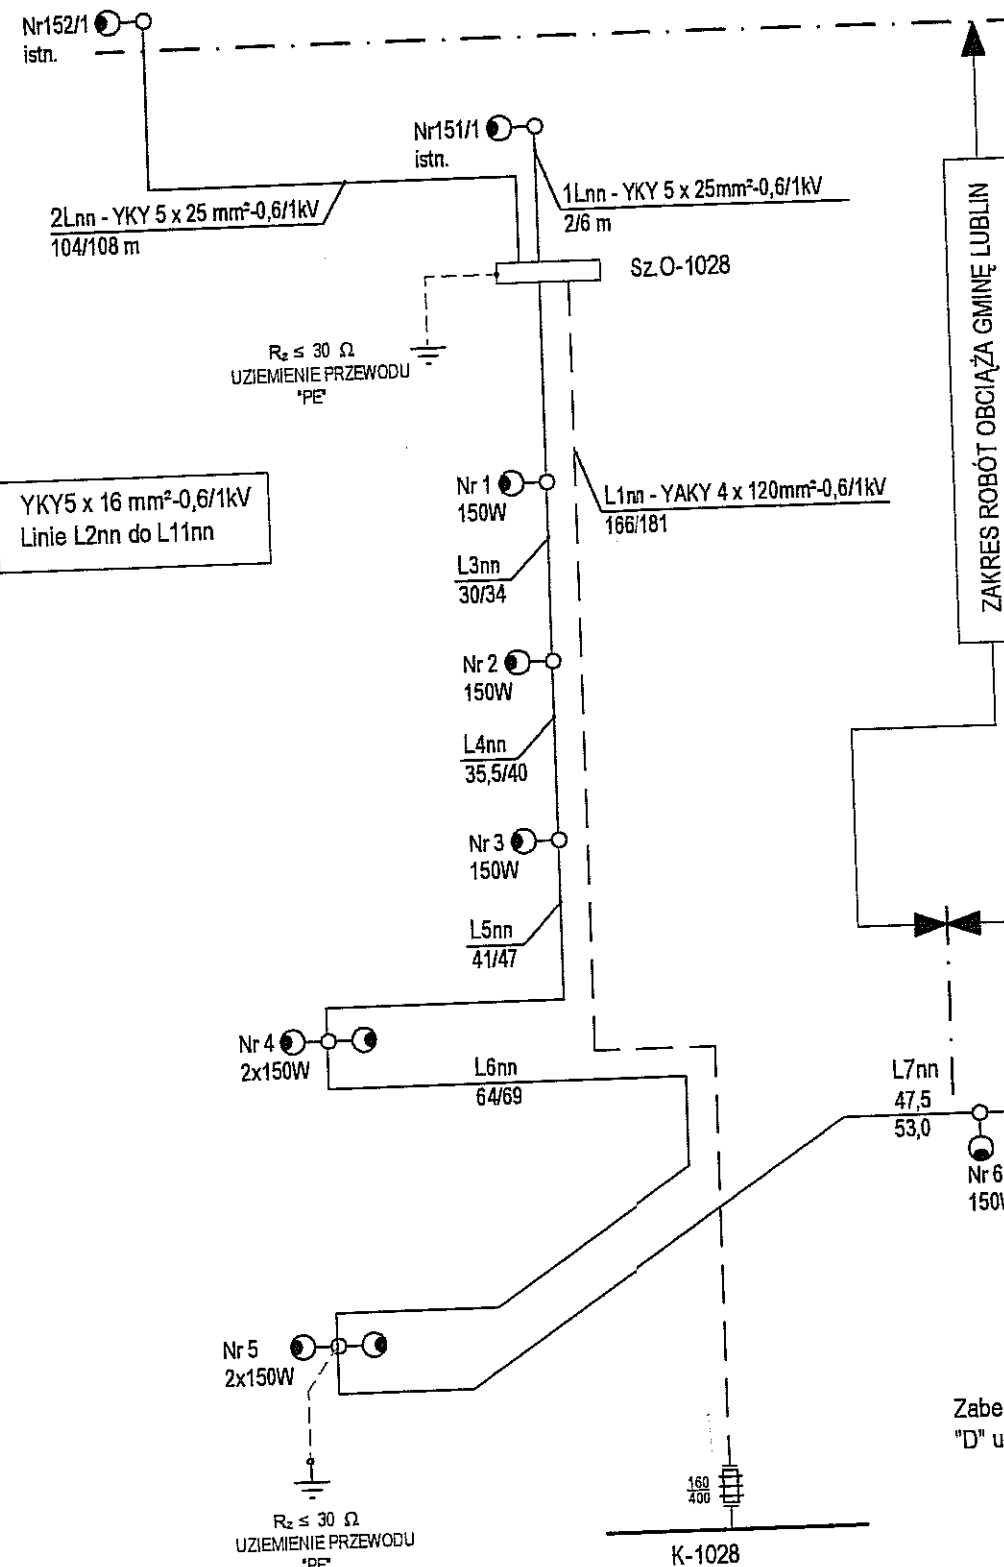 Nr152/1
istn.
Nr151/1
istn.
2Lnn - YKY 5 x 25 mm²-0,6/1kV
104/108 m
1Lnn - YKY 5 x 25mm²-0,6/1kV
2/6 m
Sz.O-1028
ZAKRES ROBÓT OBCIĄŻA GMINĘ LUBLIN
Rz ≤ 30 Ω
UZIEMIENIE PRZEWODU
"PE"
YKY5 x 16 mm²-0,6/1kV
Linie L2nn do L11nn
Nr 1
150W
L1nn - YAKY 4 x 120mm²-0,6/1kV
166/181
L3nn
30/34
Nr 2
150W
L4nn
35,5/40
Nr 3
150W
L5nn
41/47
Nr 4
2x150W
L6nn
64/69
L7nn
47,5
53,0
Nr 6
150W
Nr 5
2x150W
Rz ≤ 30 Ω
UZIEMIENIE PRZEWODU
"PE"
Zabe
"D" u
160
400
K-1028